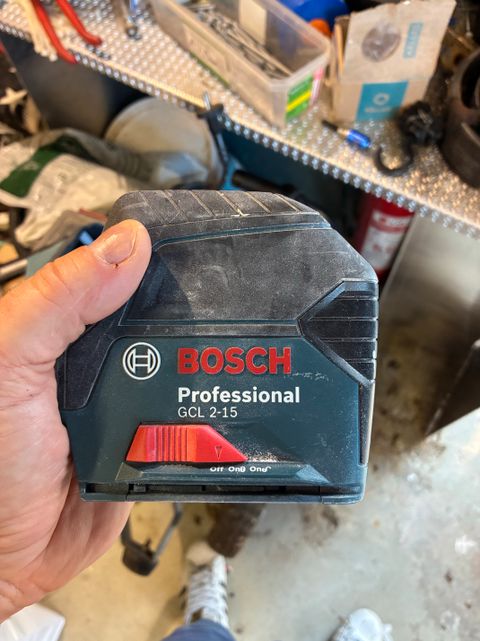 BOSCH
Professional
GCL 2-15
Off On On